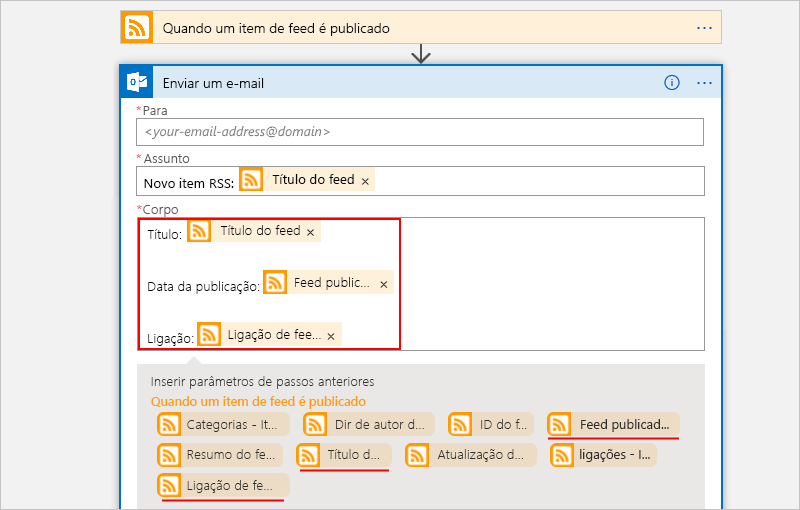 Quando um item de feed é publicado ...
Enviar um e-mail ...
*Para
<your-email-address@domain>
*Assunto
Novo item RSS: Título do feed ×
*Corpo
Título: Título do feed ×
Data da publicação: Feed public... ×
Ligação: Ligação de fee... ×
Inserir parâmetros de passos anteriores
Quando um item de feed é publicado
Categorias - It... Dir de autor d... ID do f... Feed publicad...
Resumo do fe... Título d... Atualização d... ligações - I...
Ligação de fe...